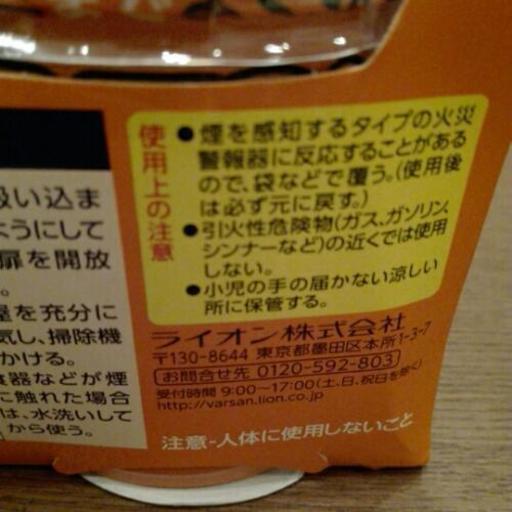 吸い込ま
ようにして
扉を開放
。
屋を充分に
気し、掃除機
かける。
食器などが煙
に触れた場合
は、水洗いして
から使う。
使用上の注意
●煙を感知するタイプの火災
警報器に反応することがある
ので、袋などで覆う。(使用後
は必ず元に戻す。)
●引火性危険物(ガス、ガソリン、
シンナーなど)の近くでは使用
しない。
●小児の手の届かない涼しい
所に保管する。
ライオン株式会社
〒130-8644 東京都墨田区本所1-3-7
お問合せ先 0120-592-803
受付時間 9:00~17:00(土、日、祝日を除く)
http://varsan.lion.co.jp
注意-人体に使用しないこと